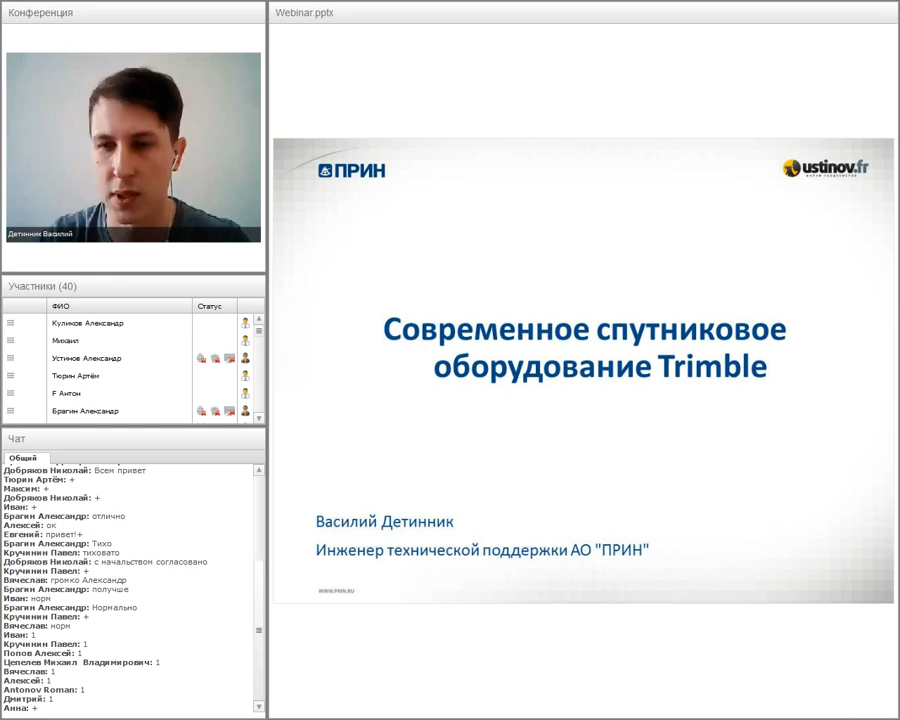 Конференция
Детинник Василий
Участники (40)
ФИО Статус
Куликов Александр
Михаил
Устинов Александр
Тюрин Артём
F Антон
Брагин Александр
Чат
Общий
Добряков Николай: Всем привет
Тюрин Артём: +
Максим: +
Добряков Николай: +
Иван: +
Брагин Александр: отлично
Алексей: ок
Евгений: привет!+
Брагин Александр: Тихо
Кручинин Павел: тиховато
Добряков Николай: с начальством согласовано
Кручинин Павел: +
Вячеслав: громко Александр
Брагин Александр: получше
Иван: норм
Брагин Александр: Нормально
Кручинин Павел: +
Вячеслав: норм
Иван: 1
Кручинин Павел: 1
Попов Алексей: 1
Цепелев Михаил Владимирович: 1
Вячеслав: 1
Алексей: 1
Antonov Roman: 1
Дмитрий: 1
Анна: +
Webinar.pptx
ПРИН
ustinov.fr
Современное спутниковое
оборудование Trimble
Василий Детинник
Инженер технической поддержки АО "ПРИН"
WWW.PRIN.RU